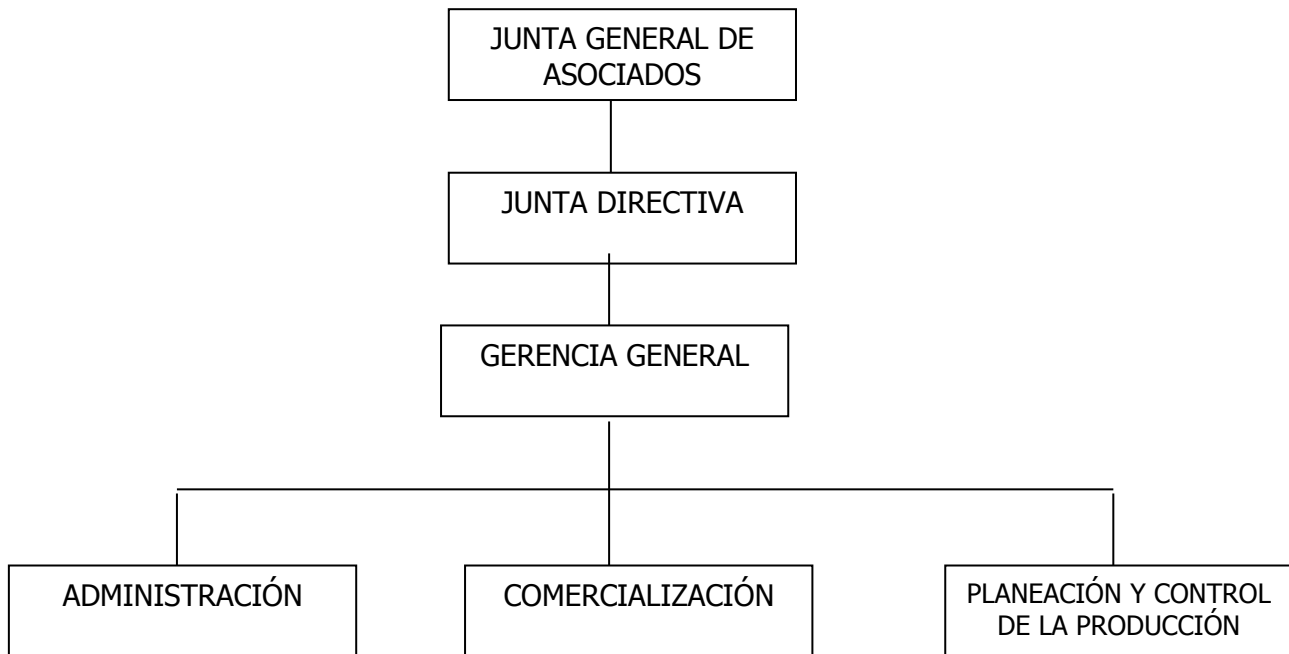 JUNTA GENERAL DE
ASOCIADOS
JUNTA DIRECTIVA
GERENCIA GENERAL
ADMINISTRACIÓN
COMERCIALIZACIÓN
PLANEACIÓN Y CONTROL
DE LA PRODUCCIÓN